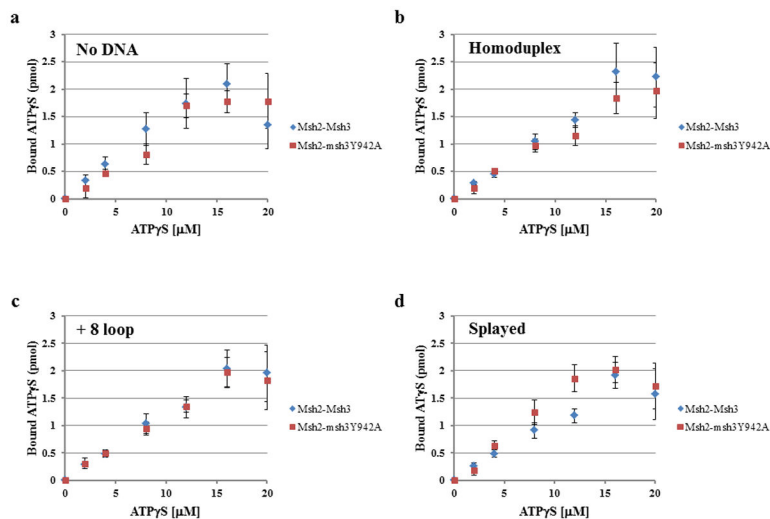 a
No DNA
Bound ATPγS (pmol)
3
2.5
2
1.5
1
0.5
0
0 5 10 15 20
ATPγS [µM]
Msh2-Msh3
Msh2-msh3Y942A
b
Homoduplex
Bound ATPγS (pmol)
3
2.5
2
1.5
1
0.5
0
0 5 10 15 20
ATPγS [µM]
Msh2-Msh3
Msh2-msh3Y942A
c
+ 8 loop
Bound ATγS (pmol)
3
2.5
2
1.5
1
0.5
0
0 5 10 15 20
ATPγS [µM]
Msh2-Msh3
Msh2-msh3Y942A
d
Splayed
Bound ATPγS (pmol)
3
2.5
2
1.5
1
0.5
0
0 5 10 15 20
ATPγS [µM]
Msh2-Msh3
Msh2-msh3Y942A